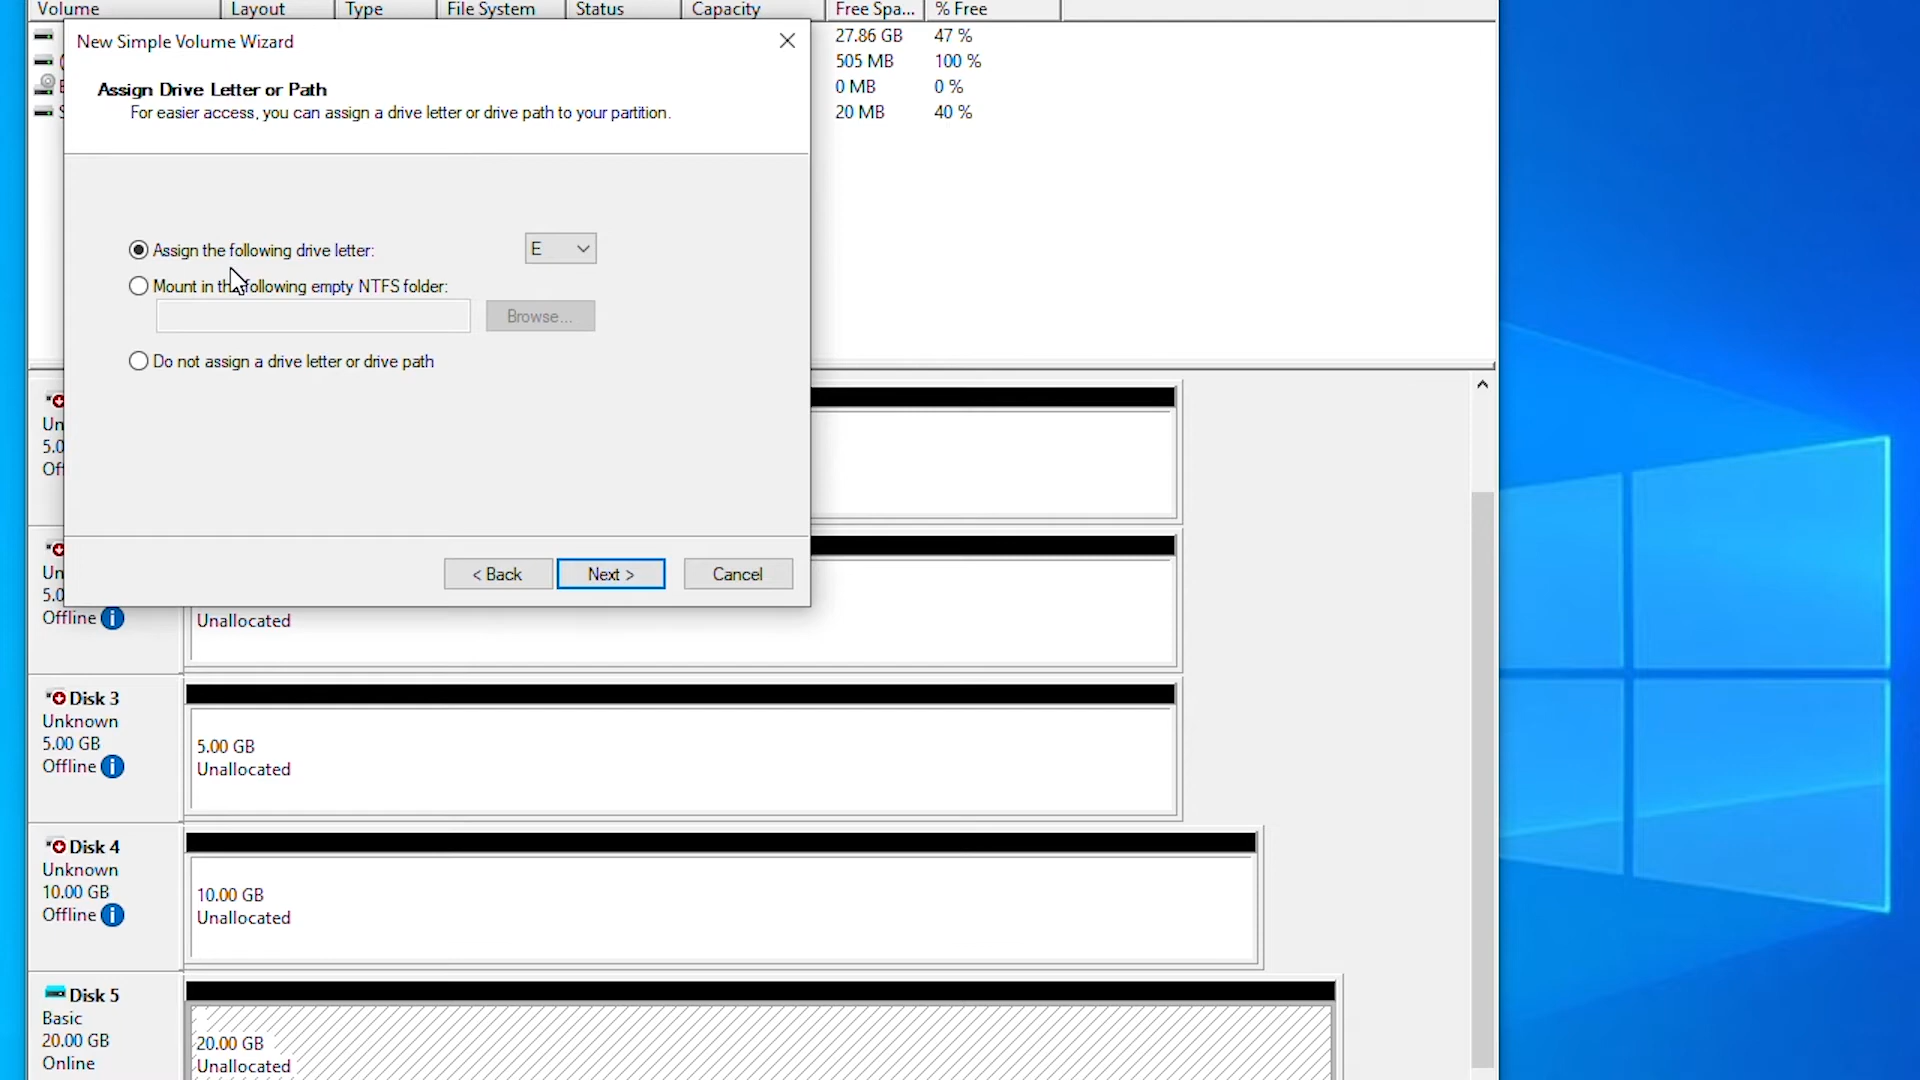 Volume Layout Type File System Status Capacity Free Spa... % Free
27.86 GB 47 %
505 MB 100 %
0 MB 0 %
20 MB 40 %
New Simple Volume Wizard
Assign Drive Letter or Path
For easier access, you can assign a drive letter or drive path to your partition.
Assign the following drive letter: E
Mount in the following empty NTFS folder:
Browse...
Do not assign a drive letter or drive path
< Back Next > Cancel
Un
5.0
Off
Un
5.0
Offline
Unallocated
Disk 3
Unknown
5.00 GB
Offline
5.00 GB
Unallocated
Disk 4
Unknown
10.00 GB
Offline
10.00 GB
Unallocated
Disk 5
Basic
20.00 GB
Online
20.00 GB
Unallocated